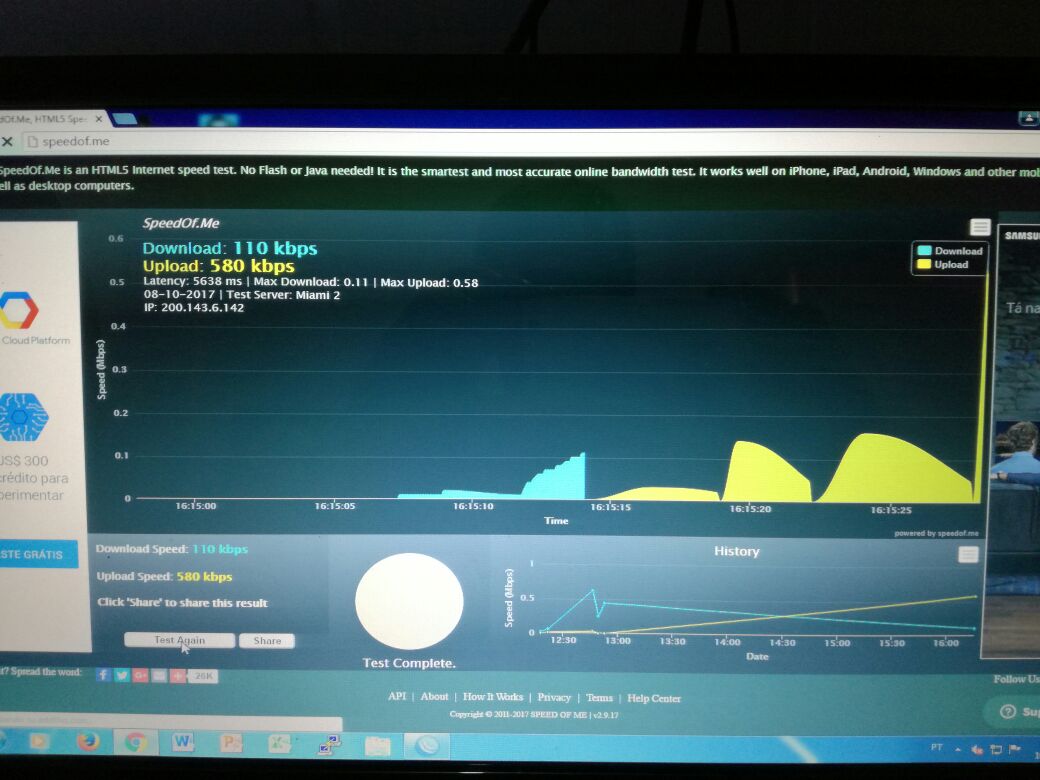 SpeedOf.Me, HTML5 Spe
speedof.me
SpeedOf.Me is an HTML5 Internet speed test. No Flash or Java needed! It is the smartest and most accurate online bandwidth test. It works well on iPhone, iPad, Android, Windows and other mob
ell as desktop computers.
SpeedOf.Me
Download: 110 kbps
Upload: 580 kbps
Latency: 5638 ms | Max Download: 0.11 | Max Upload: 0.58
08-10-2017 | Test Server: Miami 2
IP: 200.143.6.142
Download
Upload
SAMSU
Tá na
Cloud Platform
US$ 300
crédito para
perimentar
STE GRÁTIS
Speed (Mbps)
0.6
0.5
0.4
0.3
0.2
0.1
0
16:15:00 16:15:05 16:15:10 16:15:15 16:15:20 16:15:25
Time
powered by speedof.me
Download Speed: 110 kbps
Upload Speed: 580 kbps
Click 'Share' to share this result
Test Again Share
Test Complete.
History
Speed (Mbps)
1
0.5
0
12:30 13:00 13:30 14:00 14:30 15:00 15:30 16:00
Date
it? Spread the word:
26K
Follow Us
API | About | How It Works | Privacy | Terms | Help Center
Copyright © 2011-2017 SPEED OF ME | v2.9.17
Sup
PT